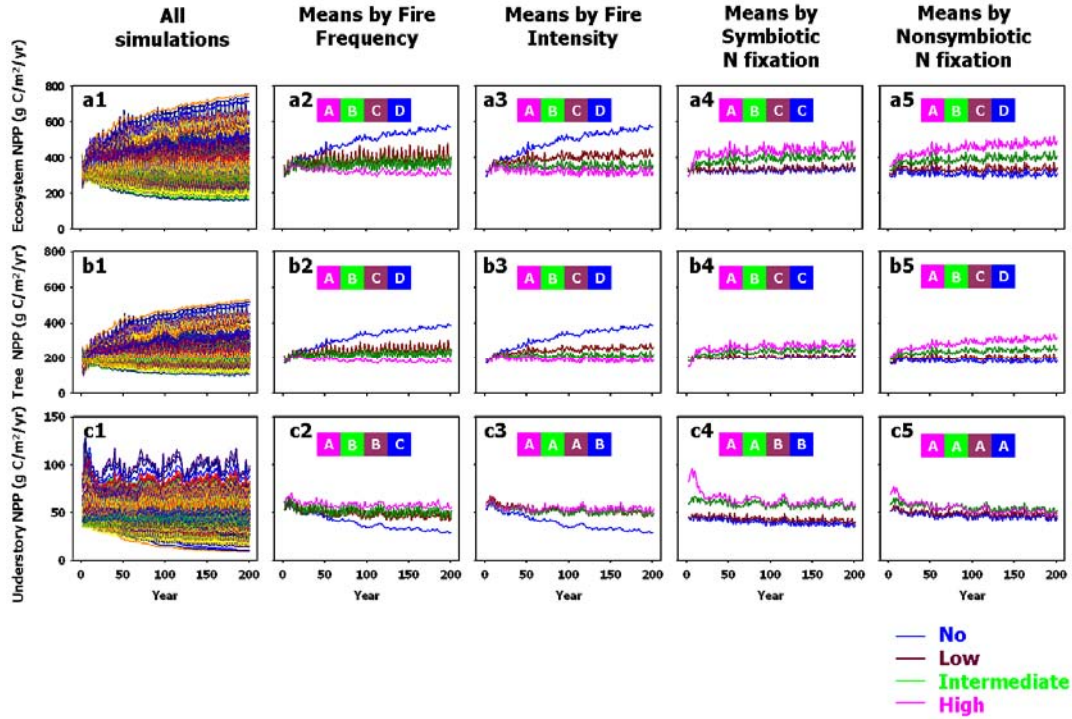 All
simulations
Means by Fire
Frequency
Means by Fire
Intensity
Means by
Symbiotic
N fixation
Means by
Nonsymbiotic
N fixation
Ecosystem NPP (g C/m²/yr)
800
600
400
200
0
a1
a2
A B C D
a3
A B C D
a4
A B C C
a5
A B C D
Tree NPP (g C/m²/yr)
800
600
400
200
0
b1
b2
A B C D
b3
A B C D
b4
A B C C
b5
A B C D
Understory NPP (g C/m²/yr)
150
100
50
0
c1
c2
A B B C
c3
A A A B
c4
A A B B
c5
A A A A
0 50 100 150 200
0 50 100 150 200
0 50 100 150 200
0 50 100 150 200
0 50 100 150 200
Year
Year
Year
Year
Year
No
Low
Intermediate
High